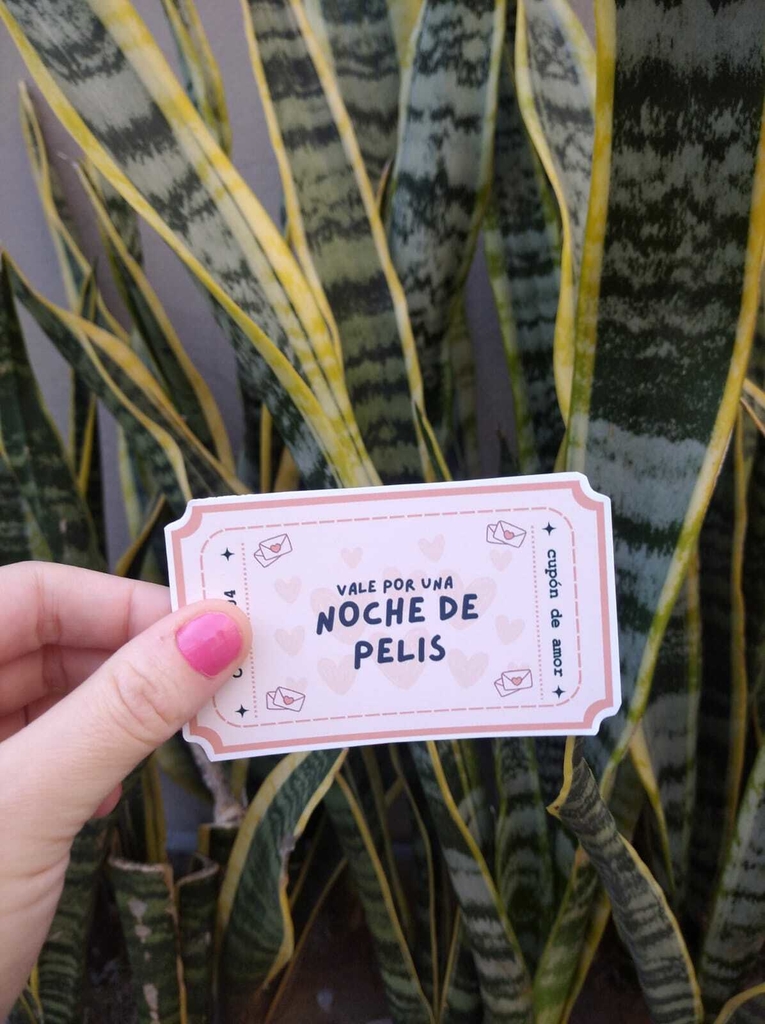 VALE POR UNA
NOCHE DE
PELIS
cupón de amor